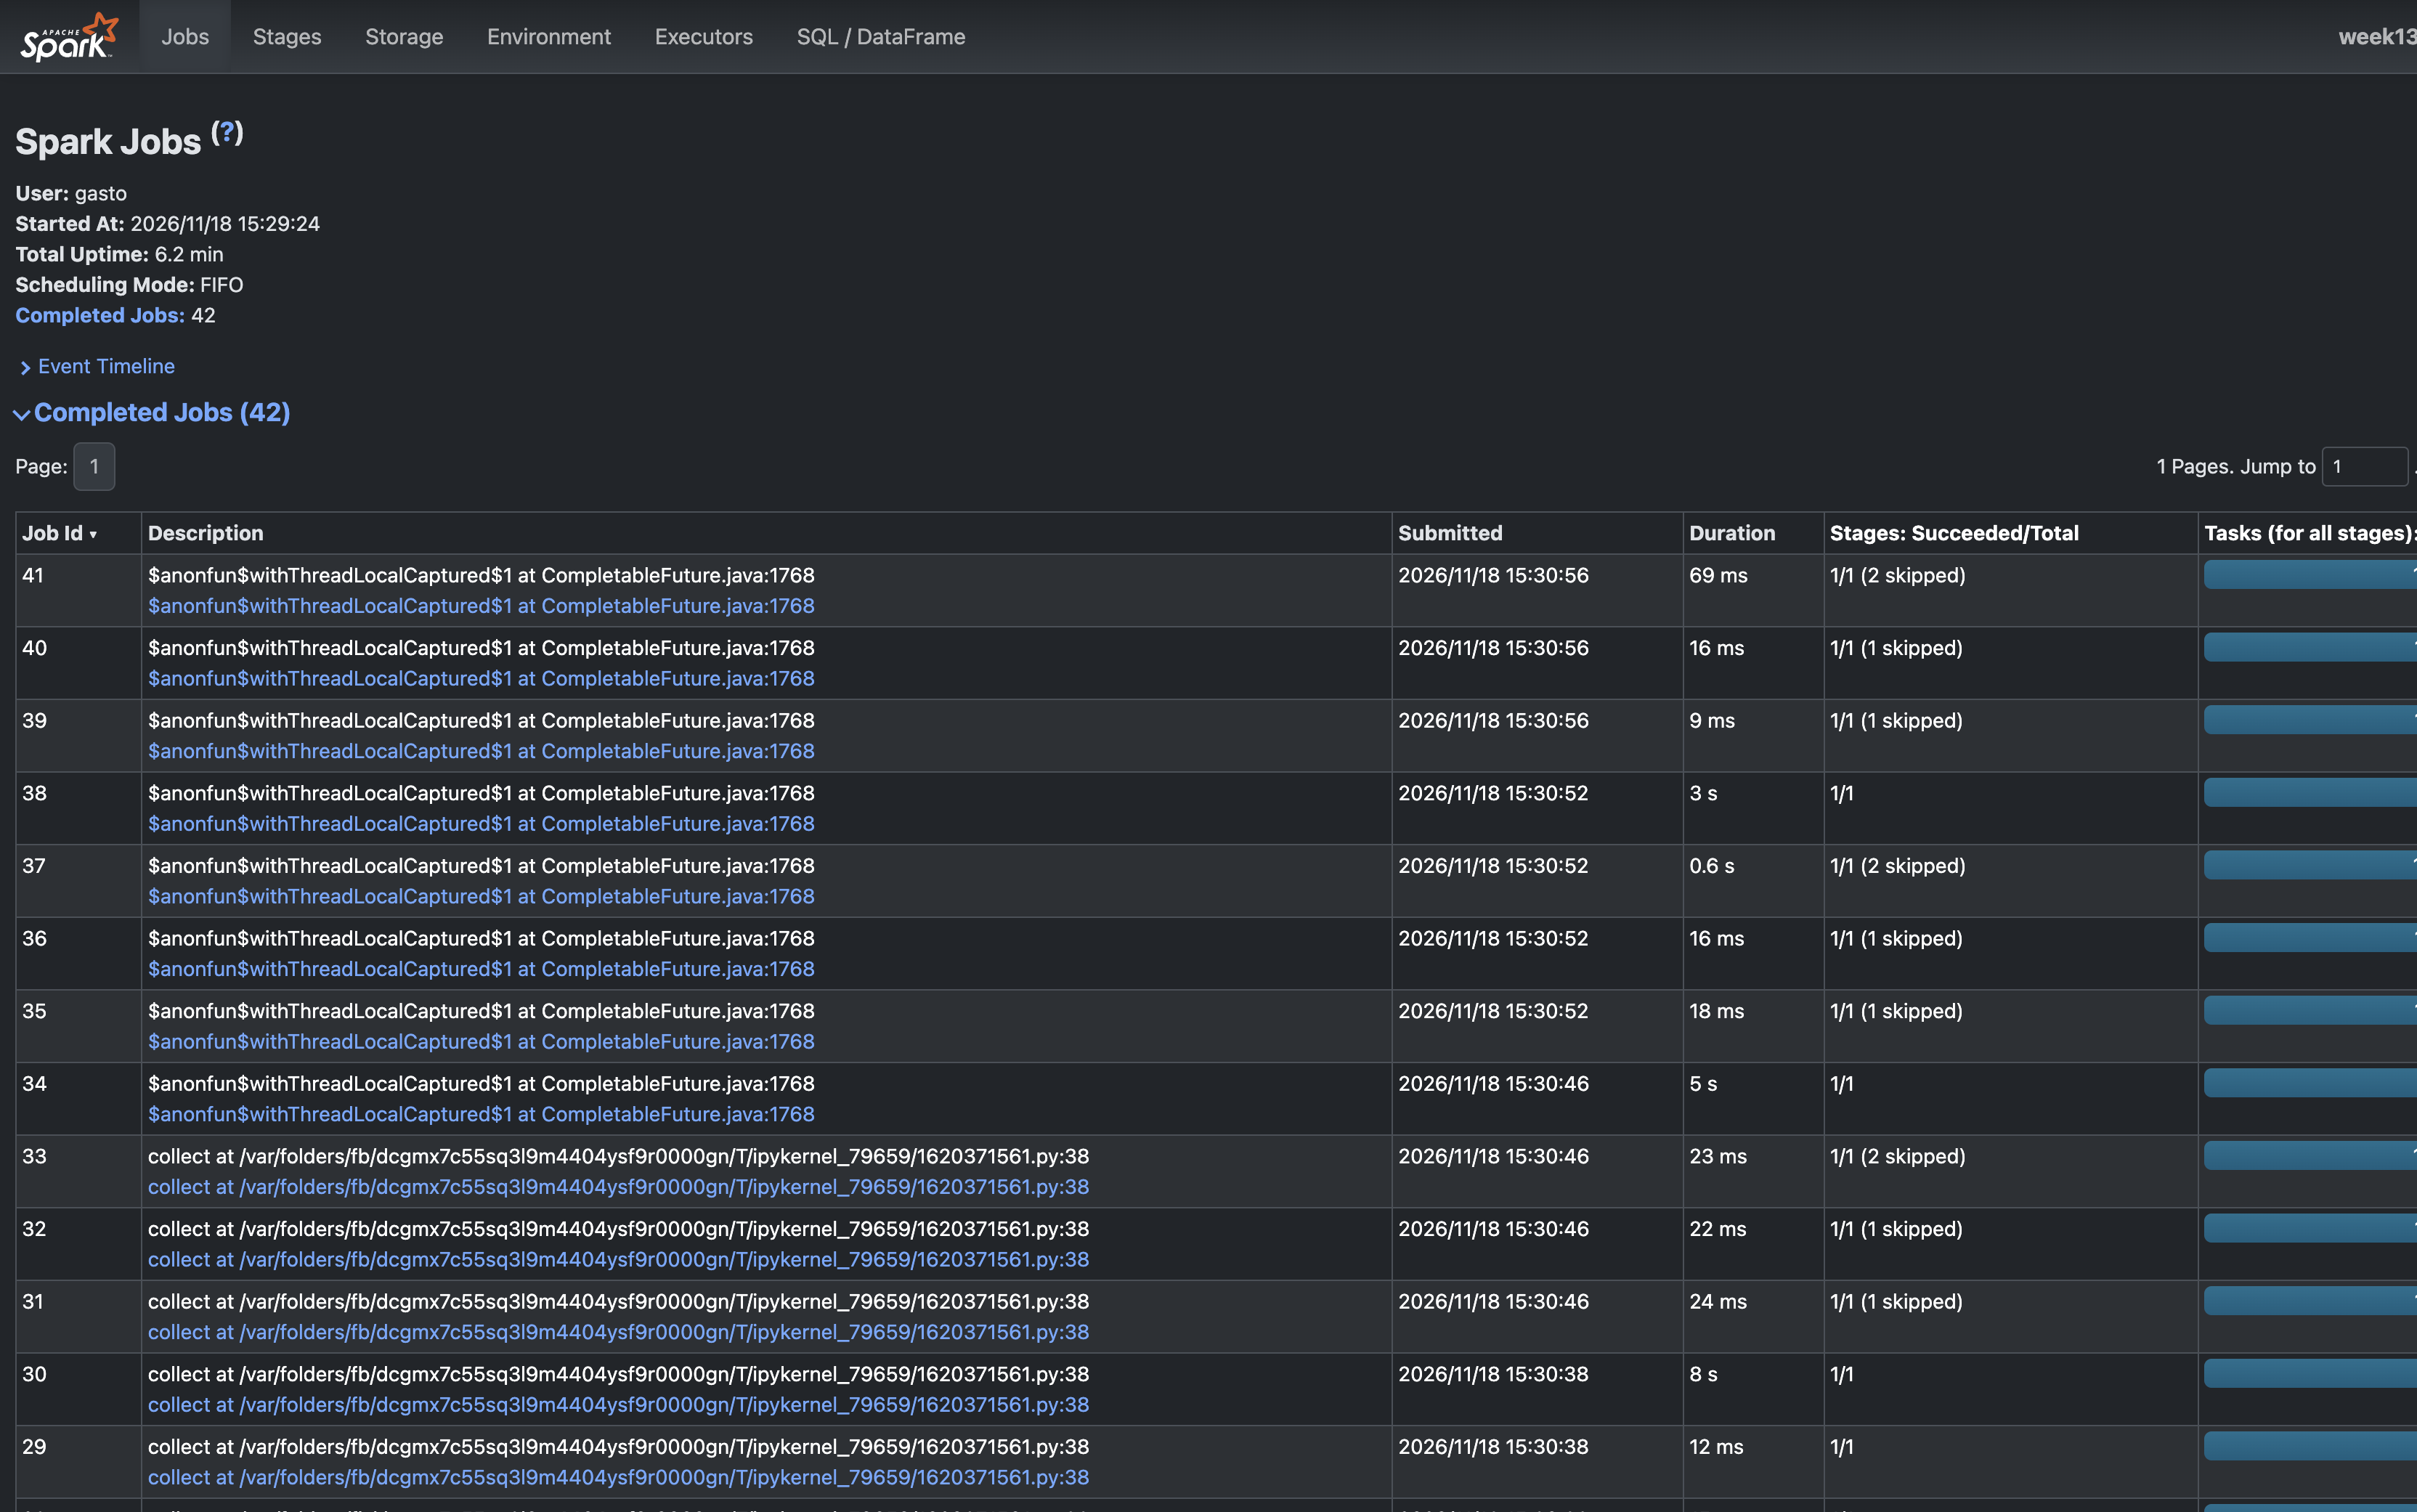 APACHE Spark Jobs Stages Storage Environment Executors SQL / DataFrame week13
Spark Jobs (?)
User: gasto
Started At: 2026/11/18 15:29:24
Total Uptime: 6.2 min
Scheduling Mode: FIFO
Completed Jobs: 42
Event Timeline
Completed Jobs (42)
Page: 1 1 Pages. Jump to 1 .
Job Id ▾ Description Submitted Duration Stages: Succeeded/Total Tasks (for all stages):
41 $anonfun$withThreadLocalCaptured$1 at CompletableFuture.java:1768 2026/11/18 15:30:56 69 ms 1/1 (2 skipped)
$anonfun$withThreadLocalCaptured$1 at CompletableFuture.java:1768
40 $anonfun$withThreadLocalCaptured$1 at CompletableFuture.java:1768 2026/11/18 15:30:56 16 ms 1/1 (1 skipped)
$anonfun$withThreadLocalCaptured$1 at CompletableFuture.java:1768
39 $anonfun$withThreadLocalCaptured$1 at CompletableFuture.java:1768 2026/11/18 15:30:56 9 ms 1/1 (1 skipped)
$anonfun$withThreadLocalCaptured$1 at CompletableFuture.java:1768
38 $anonfun$withThreadLocalCaptured$1 at CompletableFuture.java:1768 2026/11/18 15:30:52 3 s 1/1
$anonfun$withThreadLocalCaptured$1 at CompletableFuture.java:1768
37 $anonfun$withThreadLocalCaptured$1 at CompletableFuture.java:1768 2026/11/18 15:30:52 0.6 s 1/1 (2 skipped)
$anonfun$withThreadLocalCaptured$1 at CompletableFuture.java:1768
36 $anonfun$withThreadLocalCaptured$1 at CompletableFuture.java:1768 2026/11/18 15:30:52 16 ms 1/1 (1 skipped)
$anonfun$withThreadLocalCaptured$1 at CompletableFuture.java:1768
35 $anonfun$withThreadLocalCaptured$1 at CompletableFuture.java:1768 2026/11/18 15:30:52 18 ms 1/1 (1 skipped)
$anonfun$withThreadLocalCaptured$1 at CompletableFuture.java:1768
34 $anonfun$withThreadLocalCaptured$1 at CompletableFuture.java:1768 2026/11/18 15:30:46 5 s 1/1
$anonfun$withThreadLocalCaptured$1 at CompletableFuture.java:1768
33 collect at /var/folders/fb/dcgmx7c55sq3l9m4404ysf9r0000gn/T/ipykernel_79659/1620371561.py:38 2026/11/18 15:30:46 23 ms 1/1 (2 skipped)
collect at /var/folders/fb/dcgmx7c55sq3l9m4404ysf9r0000gn/T/ipykernel_79659/1620371561.py:38
32 collect at /var/folders/fb/dcgmx7c55sq3l9m4404ysf9r0000gn/T/ipykernel_79659/1620371561.py:38 2026/11/18 15:30:46 22 ms 1/1 (1 skipped)
collect at /var/folders/fb/dcgmx7c55sq3l9m4404ysf9r0000gn/T/ipykernel_79659/1620371561.py:38
31 collect at /var/folders/fb/dcgmx7c55sq3l9m4404ysf9r0000gn/T/ipykernel_79659/1620371561.py:38 2026/11/18 15:30:46 24 ms 1/1 (1 skipped)
collect at /var/folders/fb/dcgmx7c55sq3l9m4404ysf9r0000gn/T/ipykernel_79659/1620371561.py:38
30 collect at /var/folders/fb/dcgmx7c55sq3l9m4404ysf9r0000gn/T/ipykernel_79659/1620371561.py:38 2026/11/18 15:30:38 8 s 1/1
collect at /var/folders/fb/dcgmx7c55sq3l9m4404ysf9r0000gn/T/ipykernel_79659/1620371561.py:38
29 collect at /var/folders/fb/dcgmx7c55sq3l9m4404ysf9r0000gn/T/ipykernel_79659/1620371561.py:38 2026/11/18 15:30:38 12 ms 1/1
collect at /var/folders/fb/dcgmx7c55sq3l9m4404ysf9r0000gn/T/ipykernel_79659/1620371561.py:38